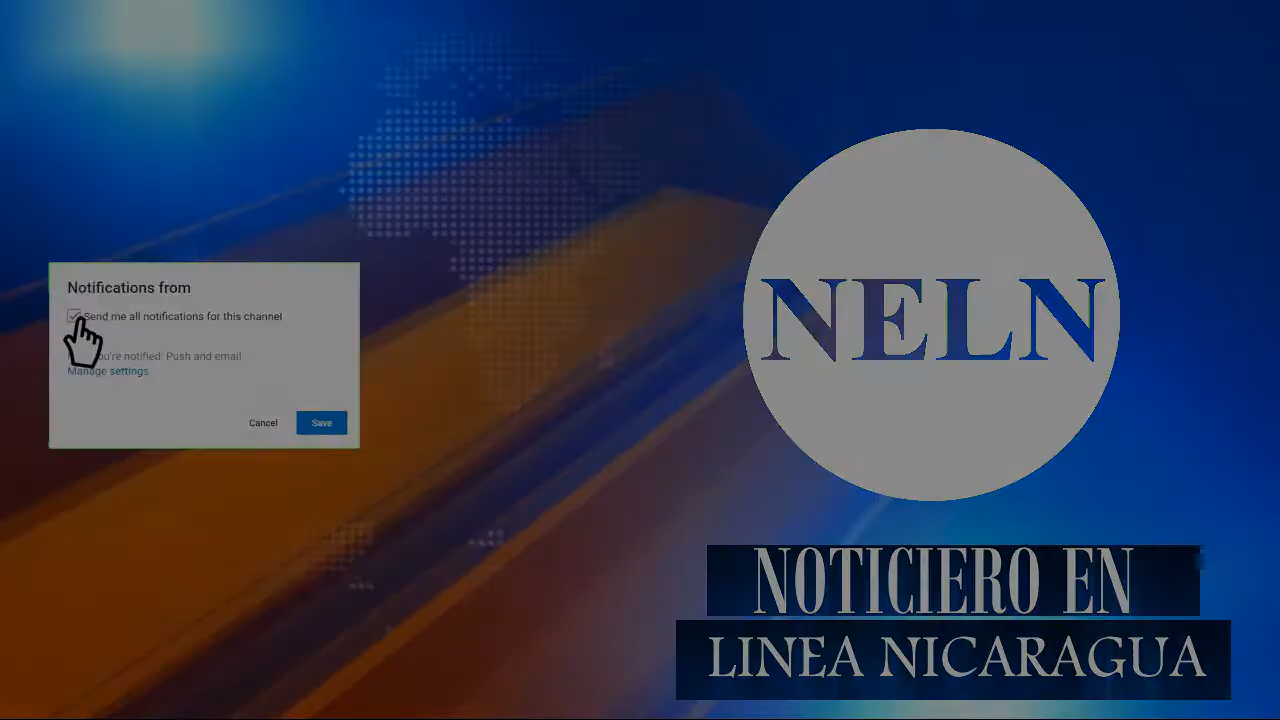 Notifications from
Send me all notifications for this channel
you're notified: Push and email
Manage settings
Cancel
Save
NELN
NOTICIERO EN
LINEA NICARAGUA